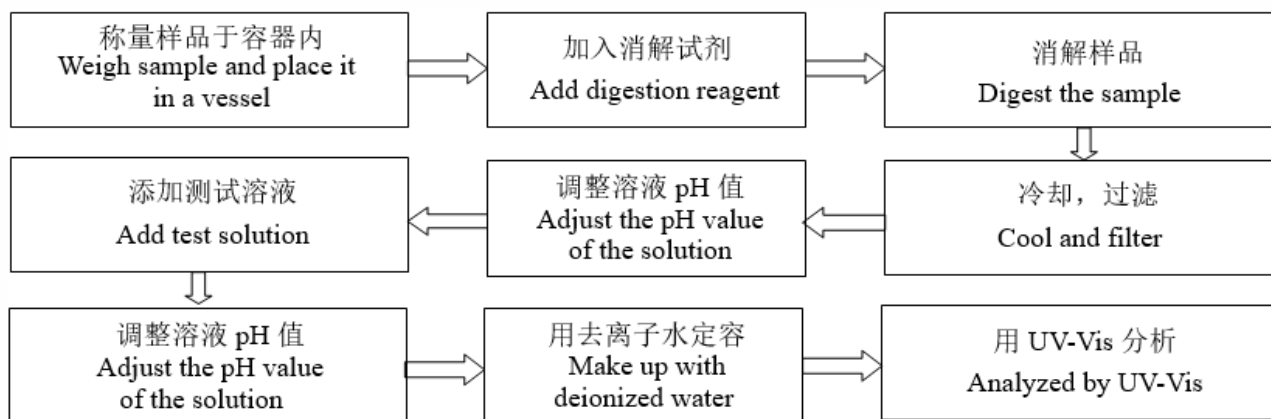 称量样品于容器内
Weigh sample and place it
in a vessel
加入消解试剂
Add digestion reagent
消解样品
Digest the sample
冷却，过滤
Cool and filter
调整溶液 pH 值
Adjust the pH value
of the solution
添加测试溶液
Add test solution
调整溶液 pH 值
Adjust the pH value
of the solution
用去离子水定容
Make up with
deionized water
用 UV-Vis 分析
Analyzed by UV-Vis